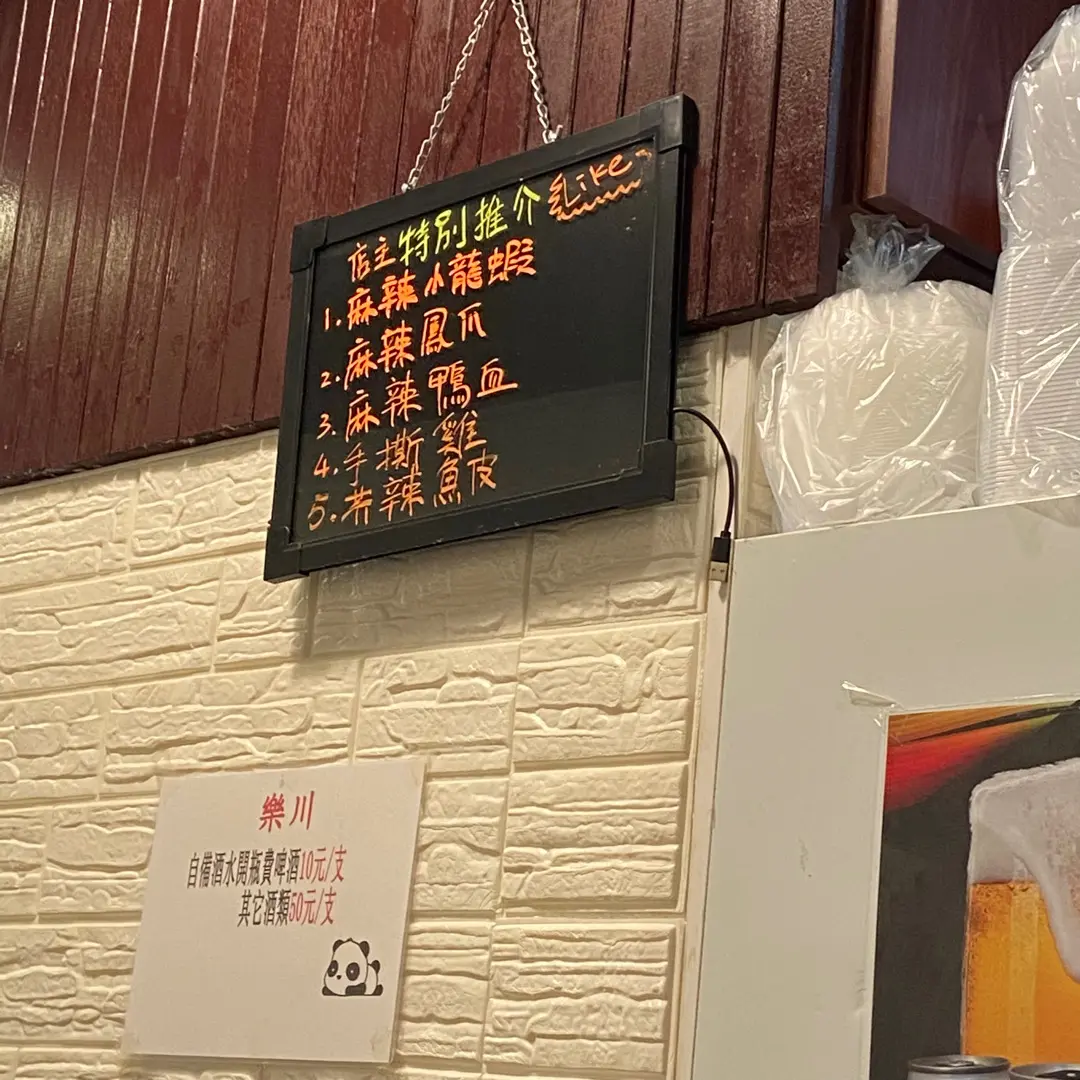 店主特別推介 Like
1. 麻辣小龍蝦
2. 麻辣鳳爪
3. 麻辣鴨血
4. 手撕雞
5. 芥辣魚皮
樂川
自備酒水開瓶費啤酒10元/支
其它酒類50元/支